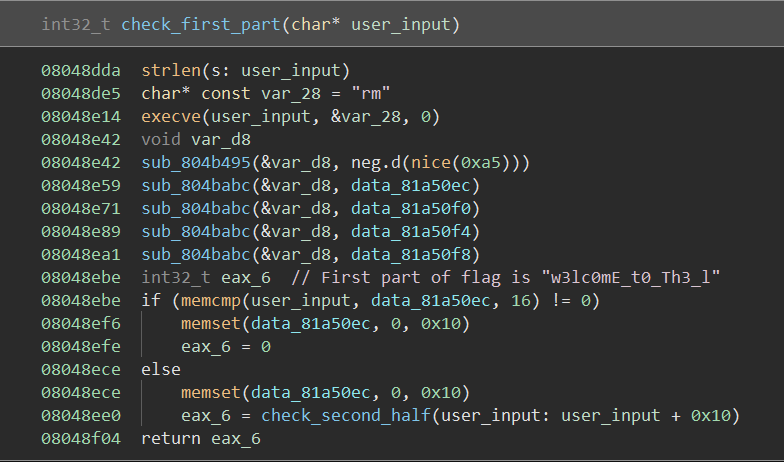 int32_t check_first_part(char* user_input)
08048dda strlen(s: user_input)
08048de5 char* const var_28 = "rm"
08048e14 execve(user_input, &var_28, 0)
08048e42 void var_d8
08048e42 sub_804b495(&var_d8, neg.d(nice(0xa5)))
08048e59 sub_804babc(&var_d8, data_81a50ec)
08048e71 sub_804babc(&var_d8, data_81a50f0)
08048e89 sub_804babc(&var_d8, data_81a50f4)
08048ea1 sub_804babc(&var_d8, data_81a50f8)
08048ebe int32_t eax_6 // First part of flag is "w3lc0mE_t0_Th3_l"
08048ebe if (memcmp(user_input, data_81a50ec, 16) != 0)
08048ef6 memset(data_81a50ec, 0, 0x10)
08048efe eax_6 = 0
08048ece else
08048ece memset(data_81a50ec, 0, 0x10)
08048ee0 eax_6 = check_second_half(user_input: user_input + 0x10)
08048f04 return eax_6